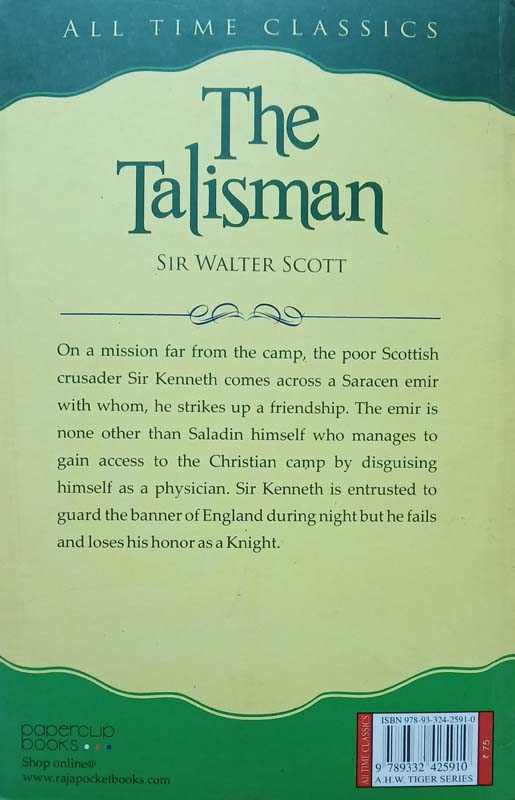 ALL TIME CLASSICS
The
Talisman
SIR WALTER SCOTT
On a mission far from the camp, the poor Scottish
crusader Sir Kenneth comes across a Saracen emir
with whom, he strikes up a friendship. The emir is
none other than Saladin himself who manages to
gain access to the Christian camp by disguising
himself as a physician. Sir Kenneth is entrusted to
guard the banner of England during night but he fails
and loses his honor as a Knight.
papercup
books
Shop online@
www.rajapocketbooks.com
All TIME CLASSICS
ISBN 978-93-324-2591-0
9 789332 425910
A.H.W. TIGER SERIES
₹ 75